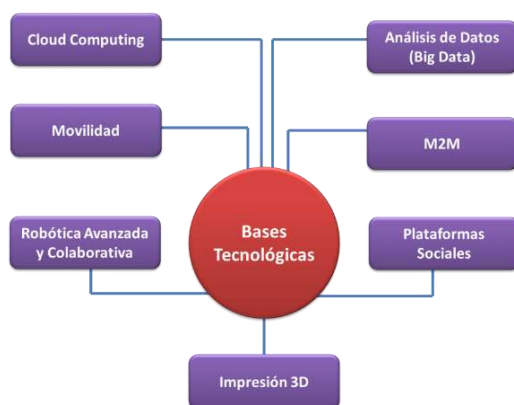 Cloud Computing
Análisis de Datos
(Big Data)
Movilidad
M2M
Bases
Tecnológicas
Robótica Avanzada
y Colaborativa
Plataformas
Sociales
Impresión 3D